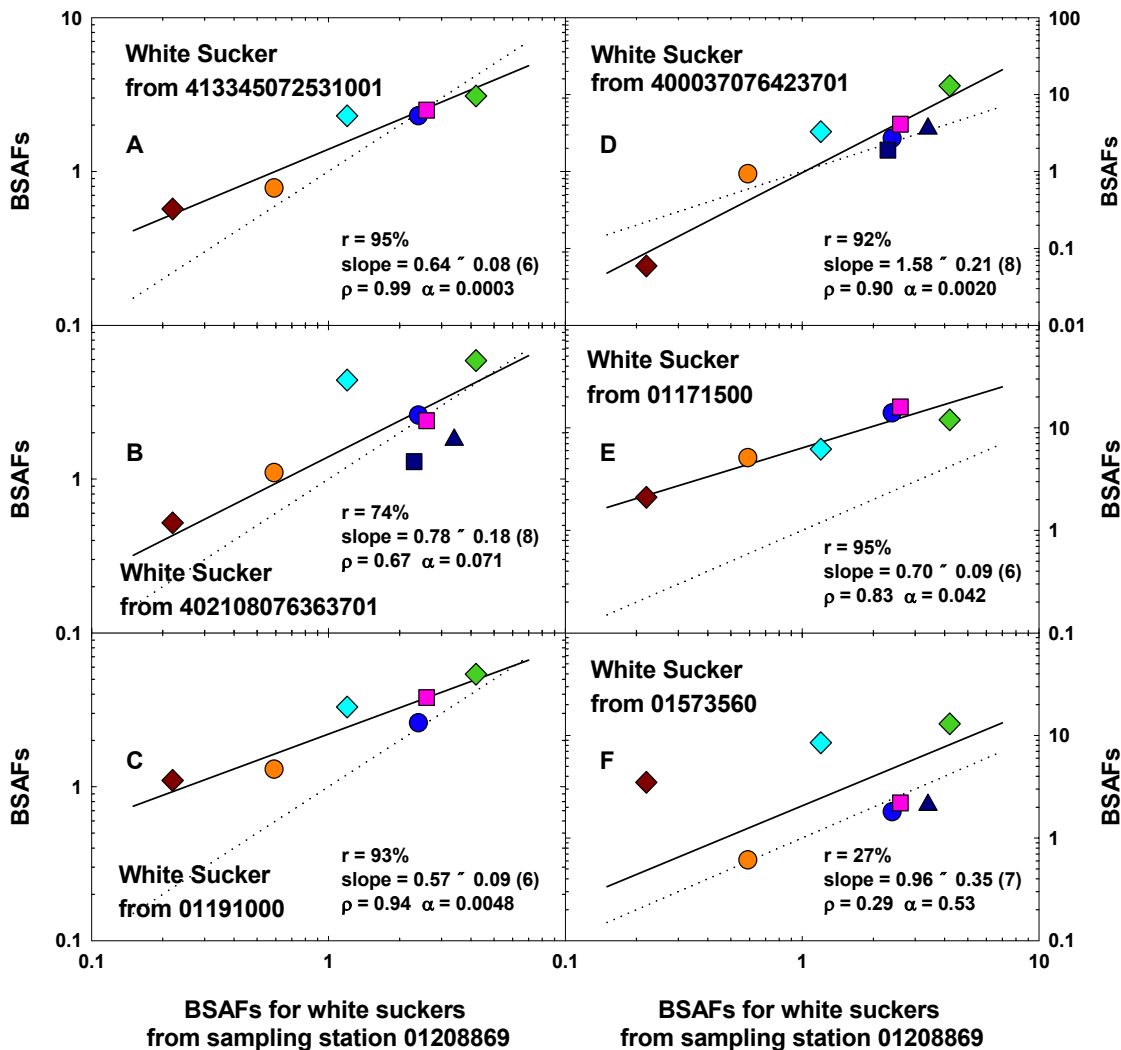 10
White Sucker
from 413345072531001
A
BSAFs
1
r = 95%
slope = 0.64 ˝ 0.08 (6)
ρ = 0.99 α = 0.0003
0.1
White Sucker
from 400037076423701
D
100
10
1
0.1
0.01
BSAFs
r = 92%
slope = 1.58 ˝ 0.21 (8)
ρ = 0.90 α = 0.0020
B
BSAFs
1
r = 74%
slope = 0.78 ˝ 0.18 (8)
ρ = 0.67 α = 0.071
White Sucker
from 402108076363701
0.1
White Sucker
from 01171500
E
10
1
0.1
BSAFs
r = 95%
slope = 0.70 ˝ 0.09 (6)
ρ = 0.83 α = 0.042
C
BSAFs
1
r = 93%
slope = 0.57 ˝ 0.09 (6)
ρ = 0.94 α = 0.0048
White Sucker
from 01191000
0.1
0.1
1
10
White Sucker
from 01573560
F
10
1
0.1
BSAFs
r = 27%
slope = 0.96 ˝ 0.35 (7)
ρ = 0.29 α = 0.53
1
10
BSAFs for white suckers
from sampling station 01208869
BSAFs for white suckers
from sampling station 01208869